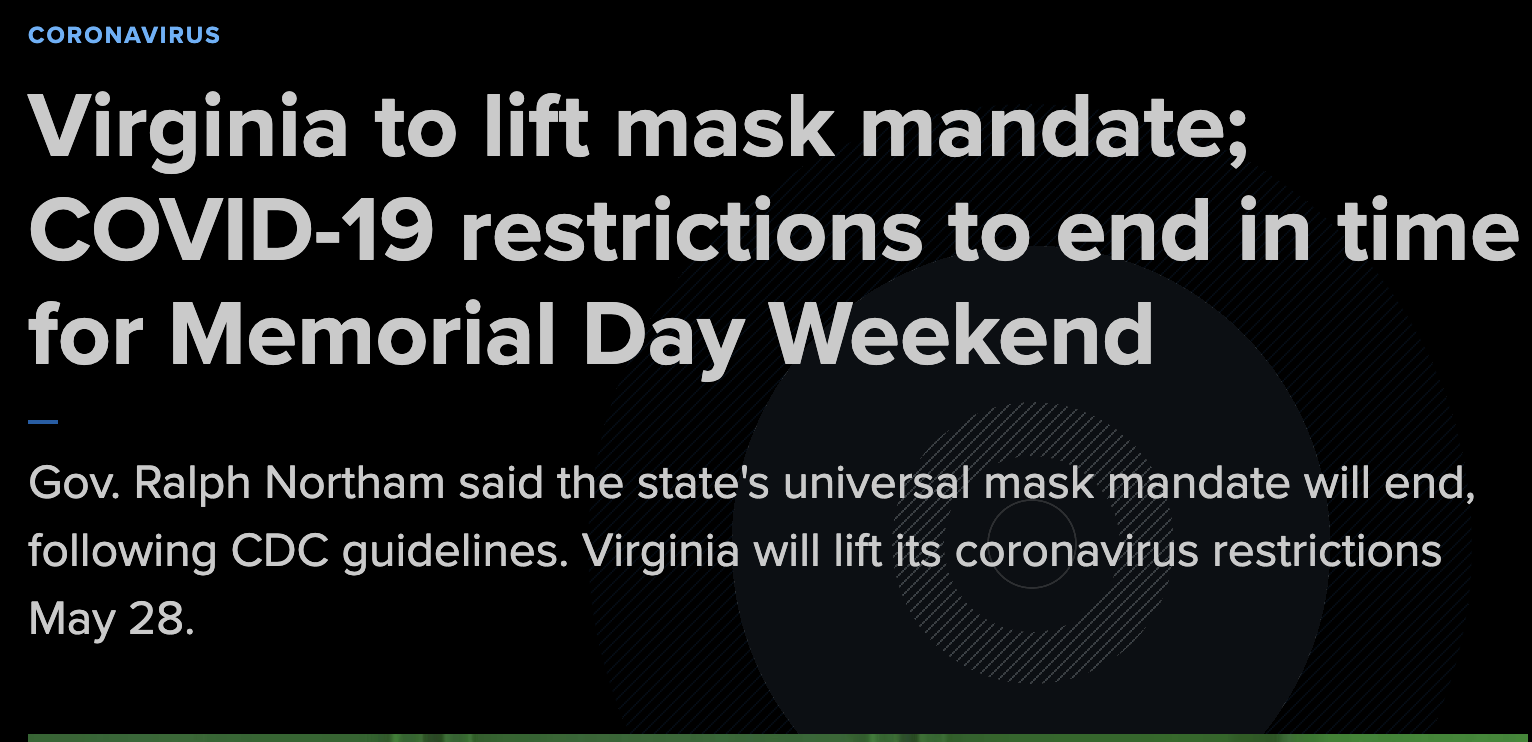 CORONAVIRUS
Virginia to lift mask mandate;
COVID-19 restrictions to end in time
for Memorial Day Weekend
Gov. Ralph Northam said the state's universal mask mandate will end,
following CDC guidelines. Virginia will lift its coronavirus restrictions
May 28.